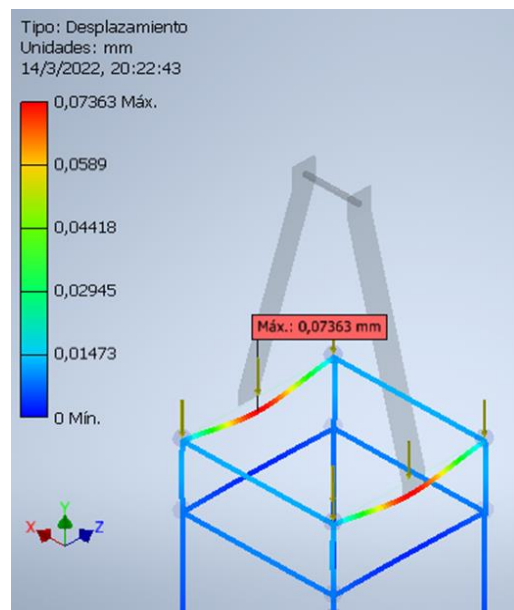 Tipo: Desplazamiento
Unidades: mm
14/3/2022, 20:22:43
0,07363 Máx.
0,0589
0,04418
0,02945
0,01473
0 Mín.
Máx.: 0,07363 mm
Y
X
Z